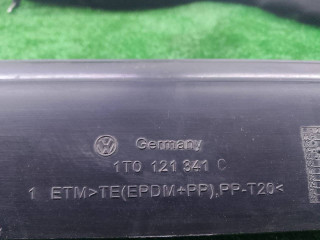 Germany
1T0 121 341 C
1 ETM>TE(EPDM+PP),PP-T20<